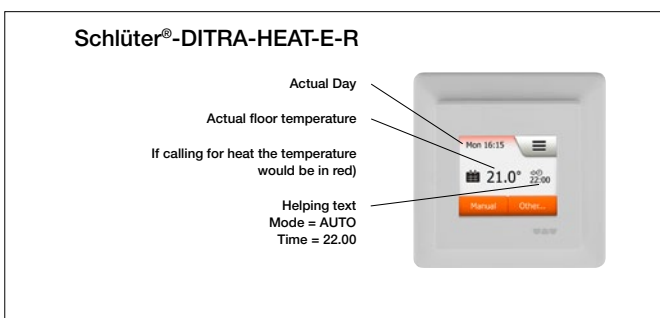 Schlüter®-DITRA-HEAT-E-R
Actual Day
Actual floor temperature
If calling for heat the temperature
would be in red)
Helping text
Mode = AUTO
Time = 22.00
Mon 16:15
21.0°
22:00
Manual
Other...